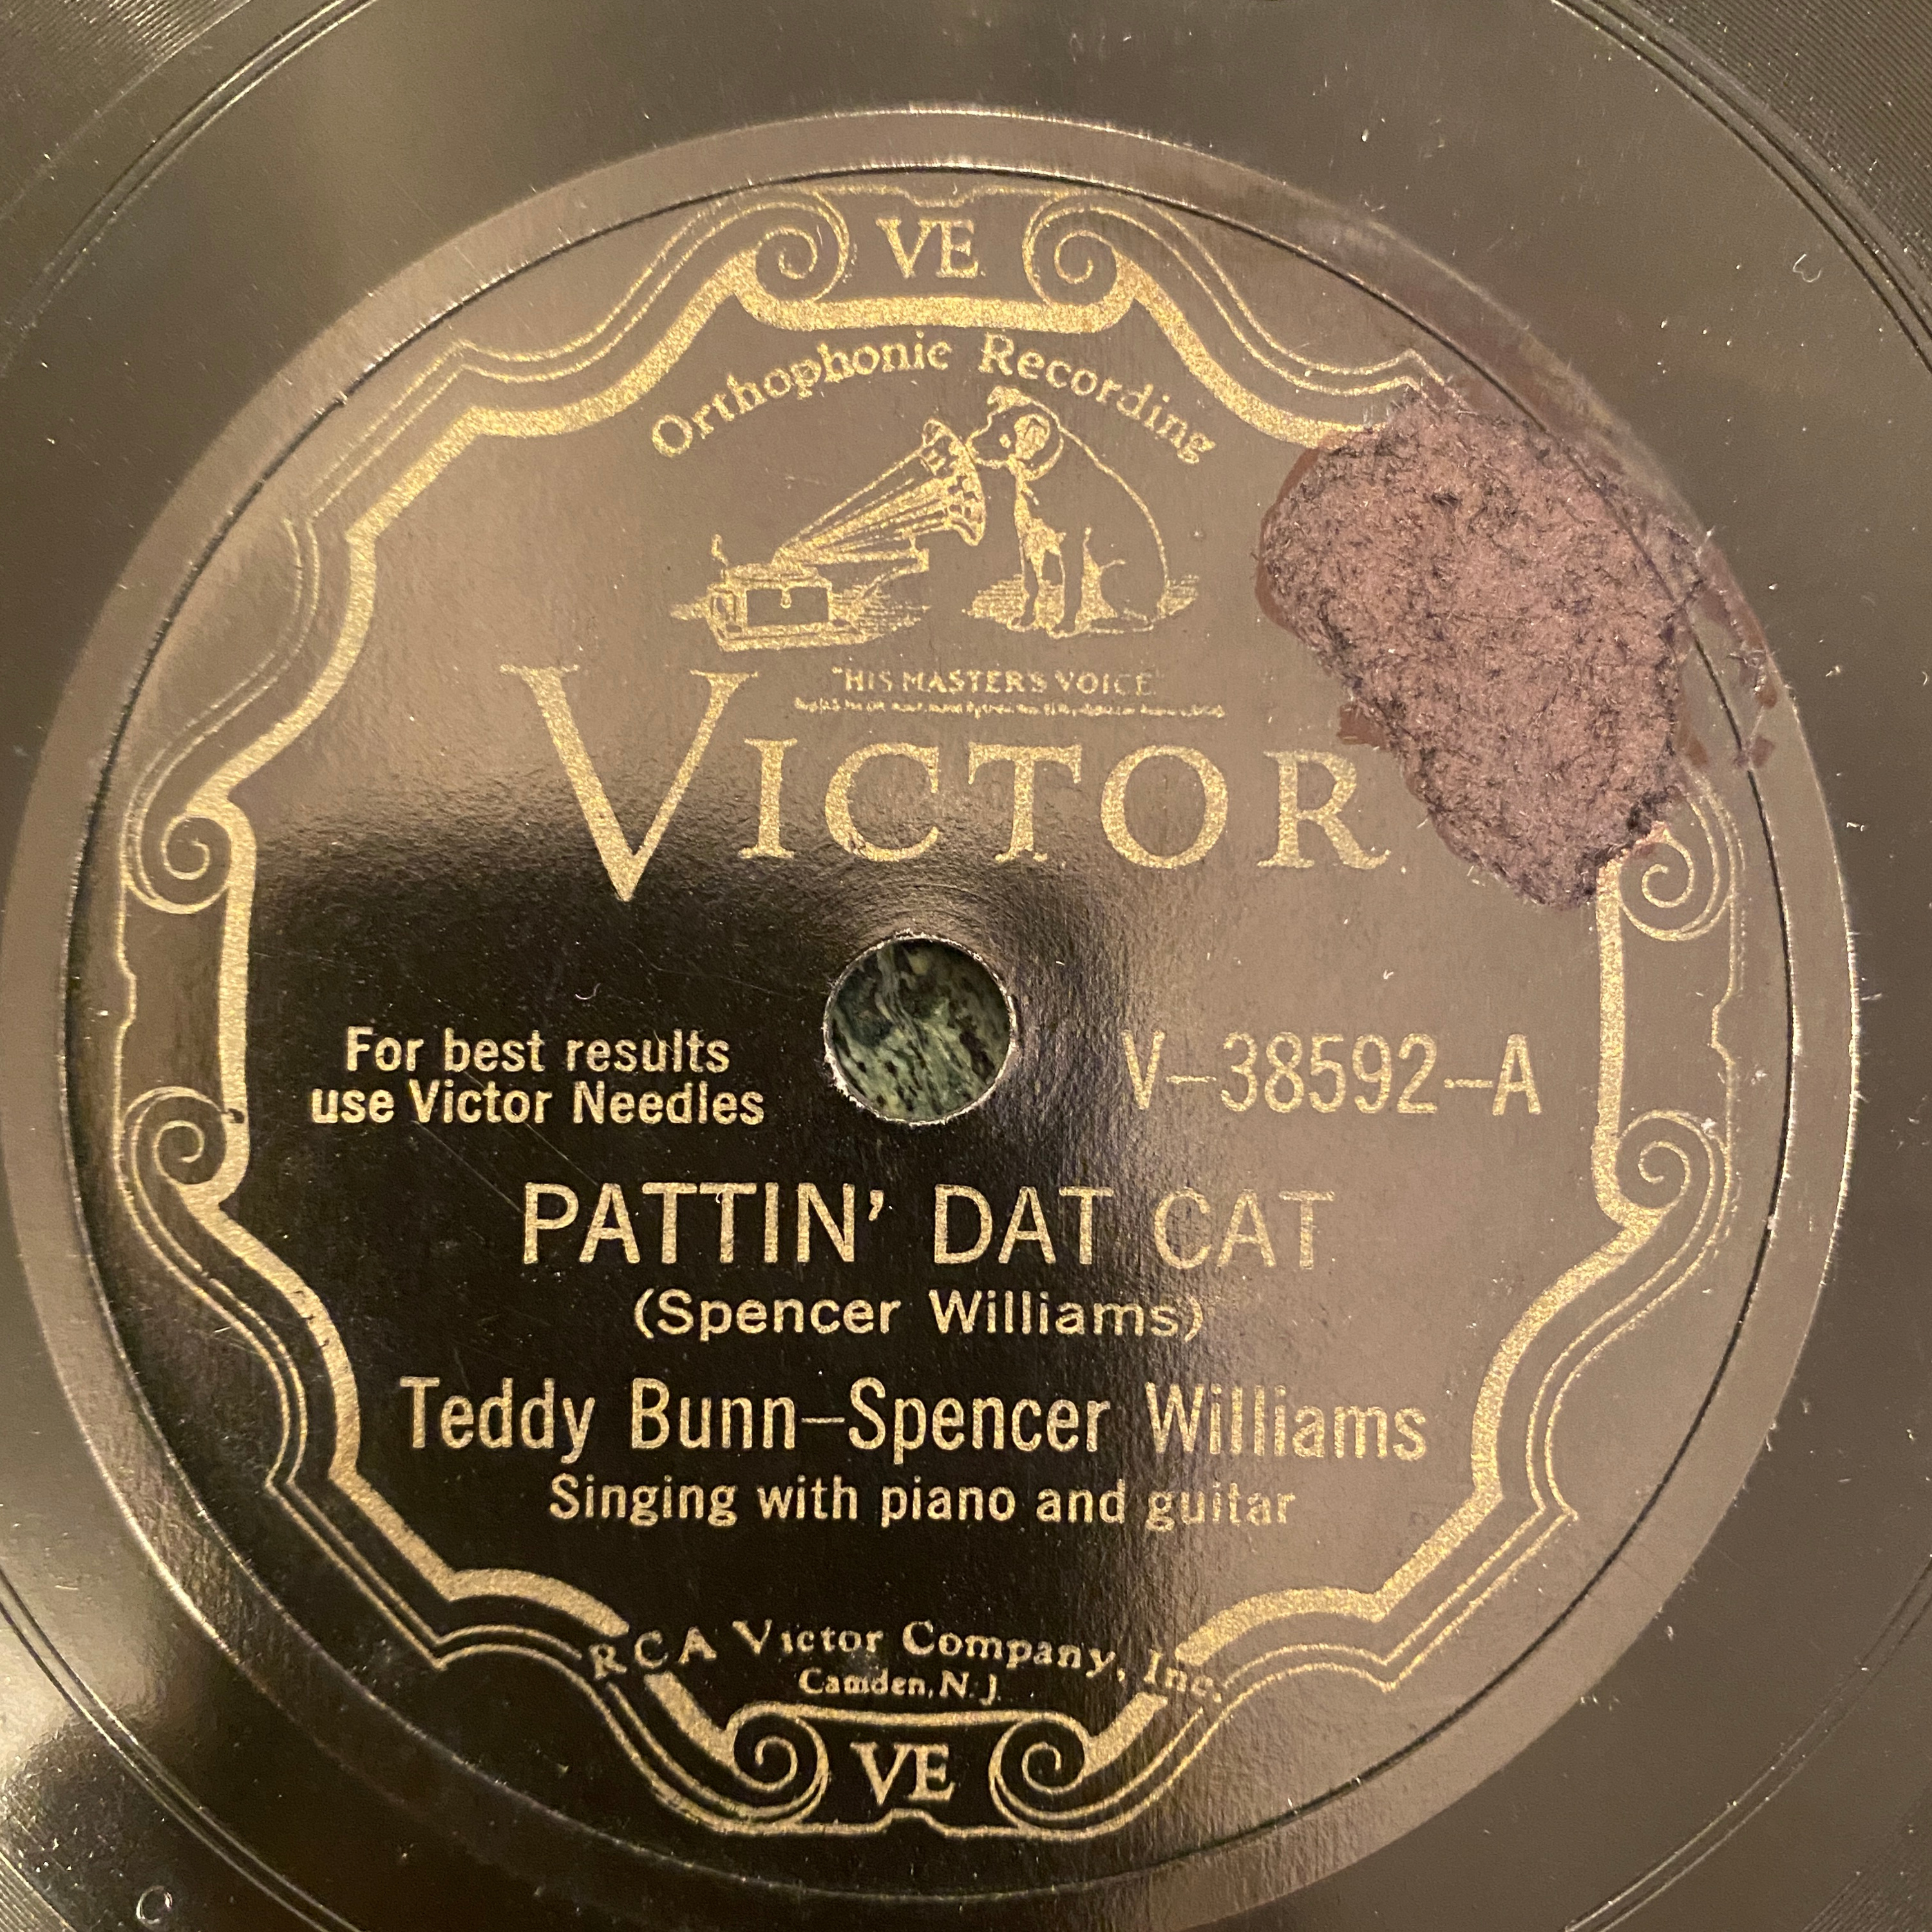 VE
Orthophonic Recording
"HIS MASTER'S VOICE"
VICTOR
For best results
use Victor Needles
V-38592-A
PATTIN' DAT CAT
(Spencer Williams)
Teddy Bunn-Spencer Williams
Singing with piano and guitar
RCA Victor Company, Inc.
Camden, N. J.
VE